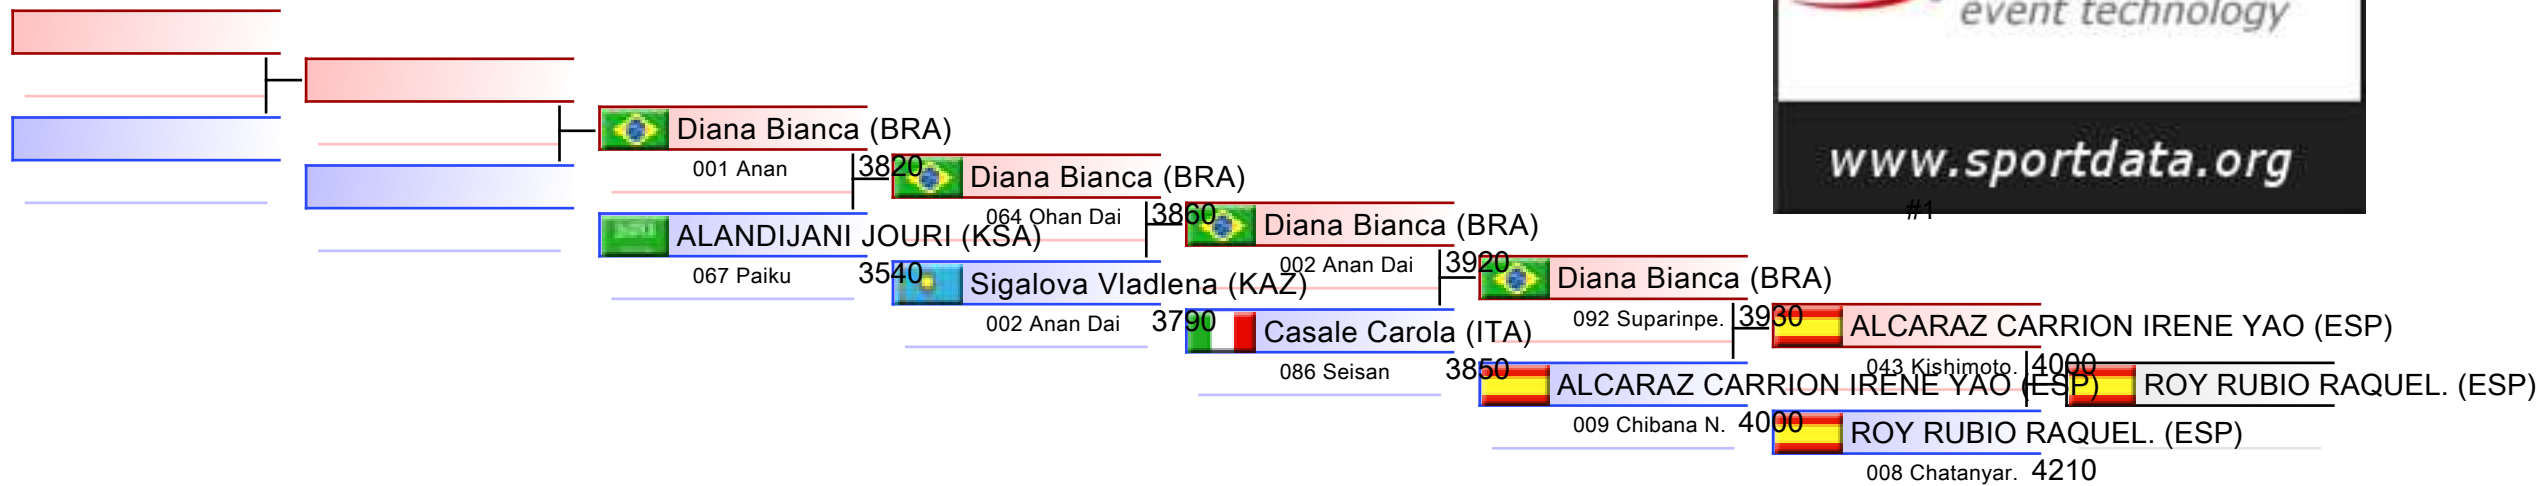 event technology
www.sportdata.org
#1
Diana Bianca (BRA)
001 Anan 3820
ALANDIJANI JOURI (KSA)
067 Paiku 3540
Diana Bianca (BRA)
064 Ohan Dai 3860
Sigalova Vladlena (KAZ)
002 Anan Dai 3790
Diana Bianca (BRA)
002 Anan Dai 3920
Casale Carola (ITA)
086 Seisan 3850
Diana Bianca (BRA)
092 Suparinpe. 3930
ALCARAZ CARRION IRENE YAO (ESP)
009 Chibana N. 4000
ALCARAZ CARRION IRENE YAO (ESP)
043 Kishimoto. 4000
ROY RUBIO RAQUEL. (ESP)
008 Chatanyar. 4210
ROY RUBIO RAQUEL. (ESP)